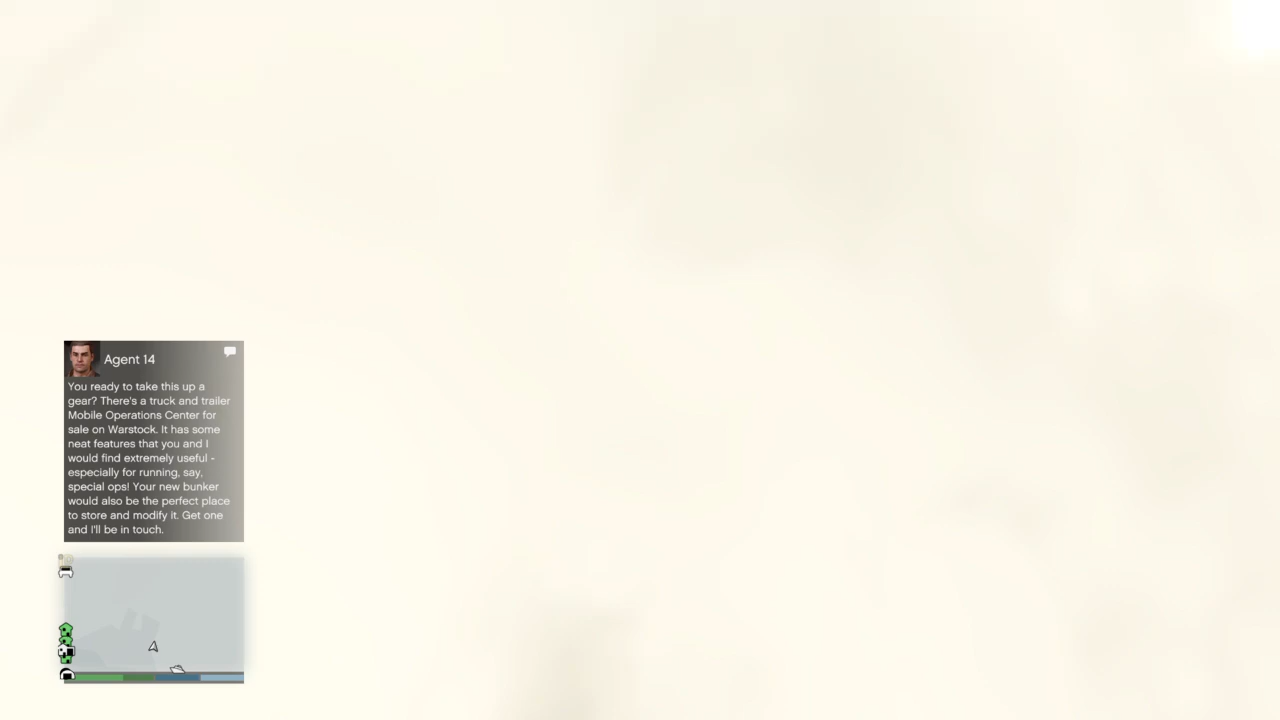 Agent 14
You ready to take this up a
gear? There's a truck and trailer
Mobile Operations Center for
sale on Warstock. It has some
neat features that you and I
would find extremely useful -
especially for running, say,
special ops! Your new bunker
would also be the perfect place
to store and modify it. Get one
and I'll be in touch.